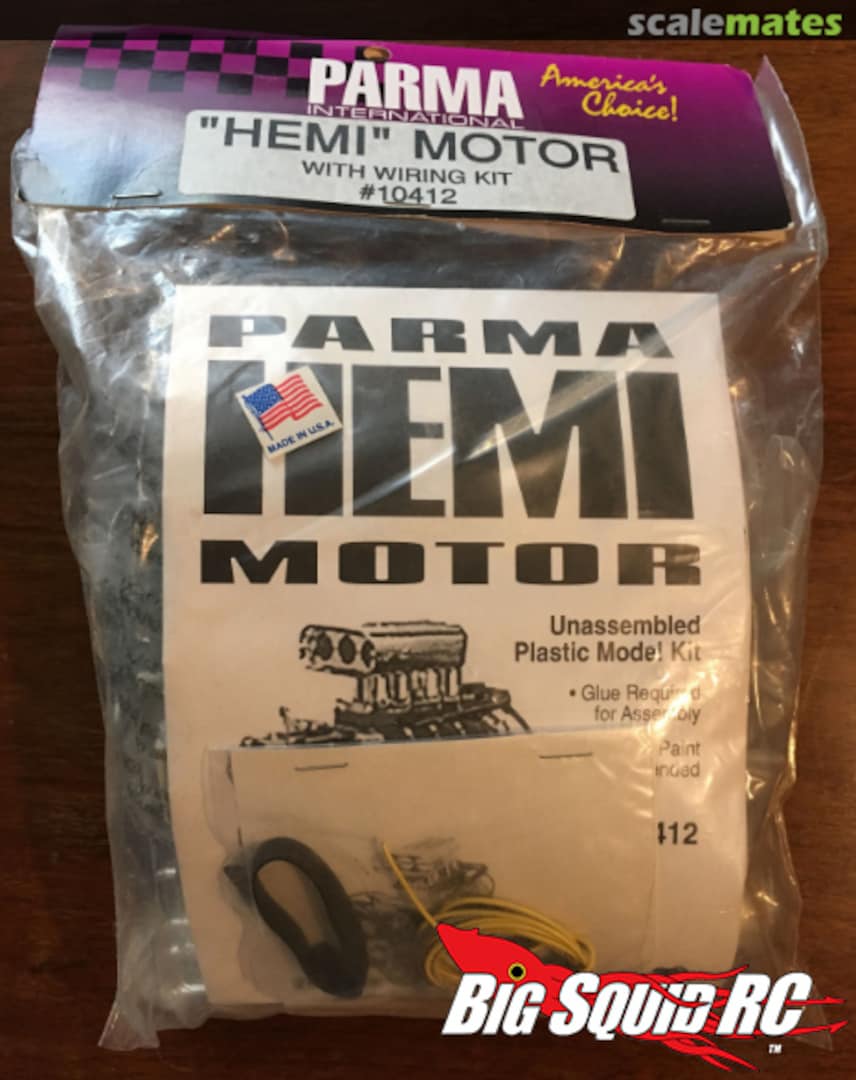 scalemates
PARMA
INTERNATIONAL
America's
Choice!
"HEMI" MOTOR
WITH WIRING KIT
#10412
PARMA
HEMI
MADE IN U.S.A.
MOTOR
Unassembled
Plastic Model Kit
• Glue Required
for Assembly
Paint
412
BIG SQUID RC
TM